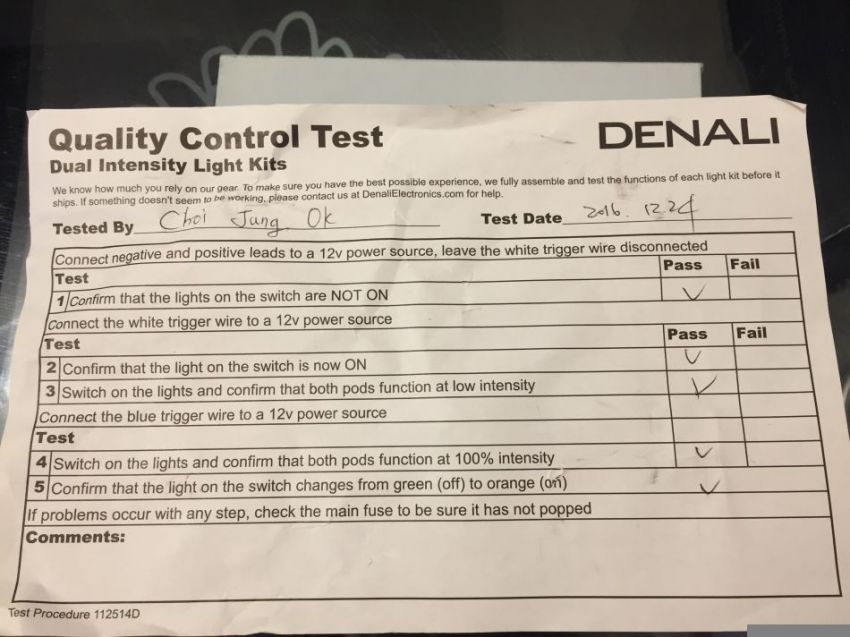 Quality Control Test
DENALI
Dual Intensity Light Kits
We know how much you rely on our gear. To make sure you have the best possible experience, we fully assemble and test the functions of each light kit before it
ships. If something doesn't seem to be working, please contact us at DenaliElectronics.com for help.
Tested By Choi Jung Ok Test Date 2016. 12.24
Connect negative and positive leads to a 12v power source, leave the white trigger wire disconnected
Test Pass Fail
1 Confirm that the lights on the switch are NOT ON ✓
Connect the white trigger wire to a 12v power source
Test Pass Fail
2 Confirm that the light on the switch is now ON ✓
3 Switch on the lights and confirm that both pods function at low intensity ✓
Connect the blue trigger wire to a 12v power source
Test
4 Switch on the lights and confirm that both pods function at 100% intensity ✓
5 Confirm that the light on the switch changes from green (off) to orange (on) ✓
If problems occur with any step, check the main fuse to be sure it has not popped
Comments:
Test Procedure 112514D